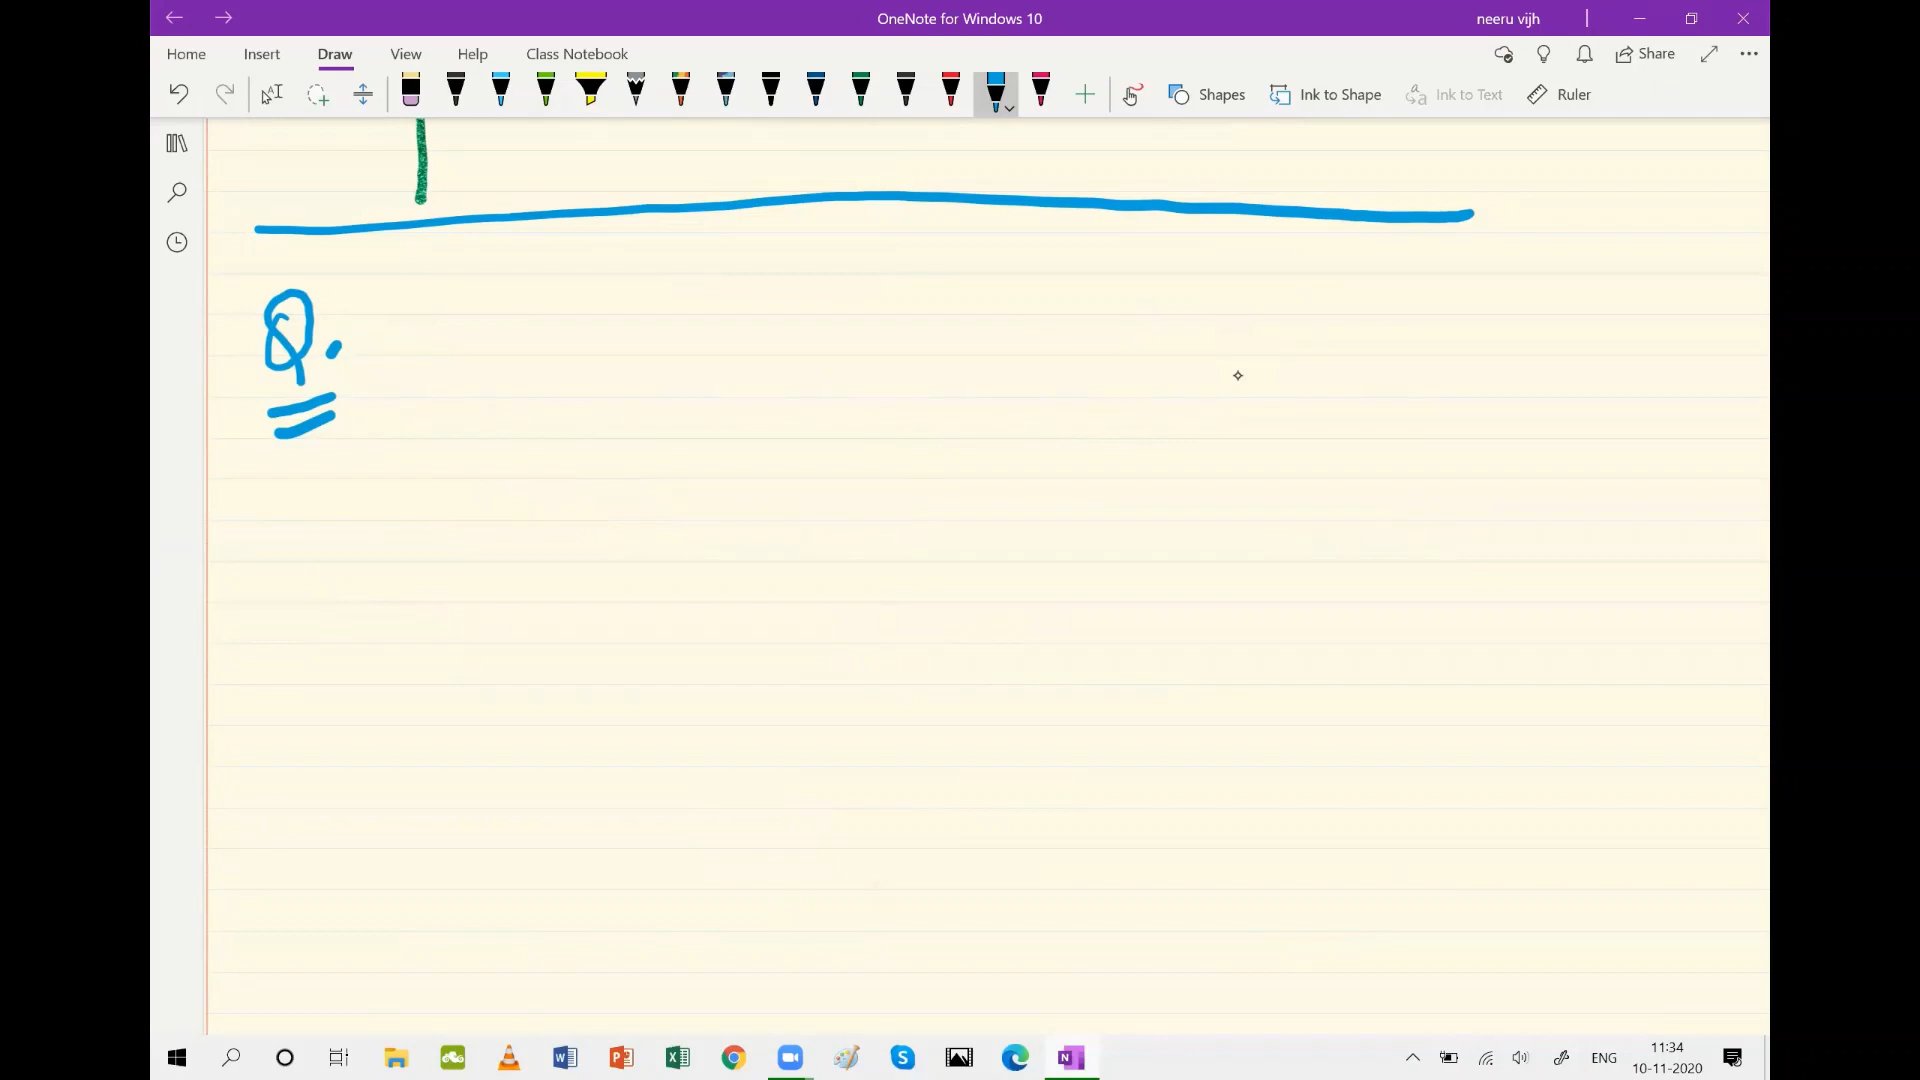 OneNote for Windows 10
neeru vijh
Home Insert Draw View Help Class Notebook Share
Shapes Ink to Shape Ink to Text Ruler
Q.
ENG
11:34
10-11-2020